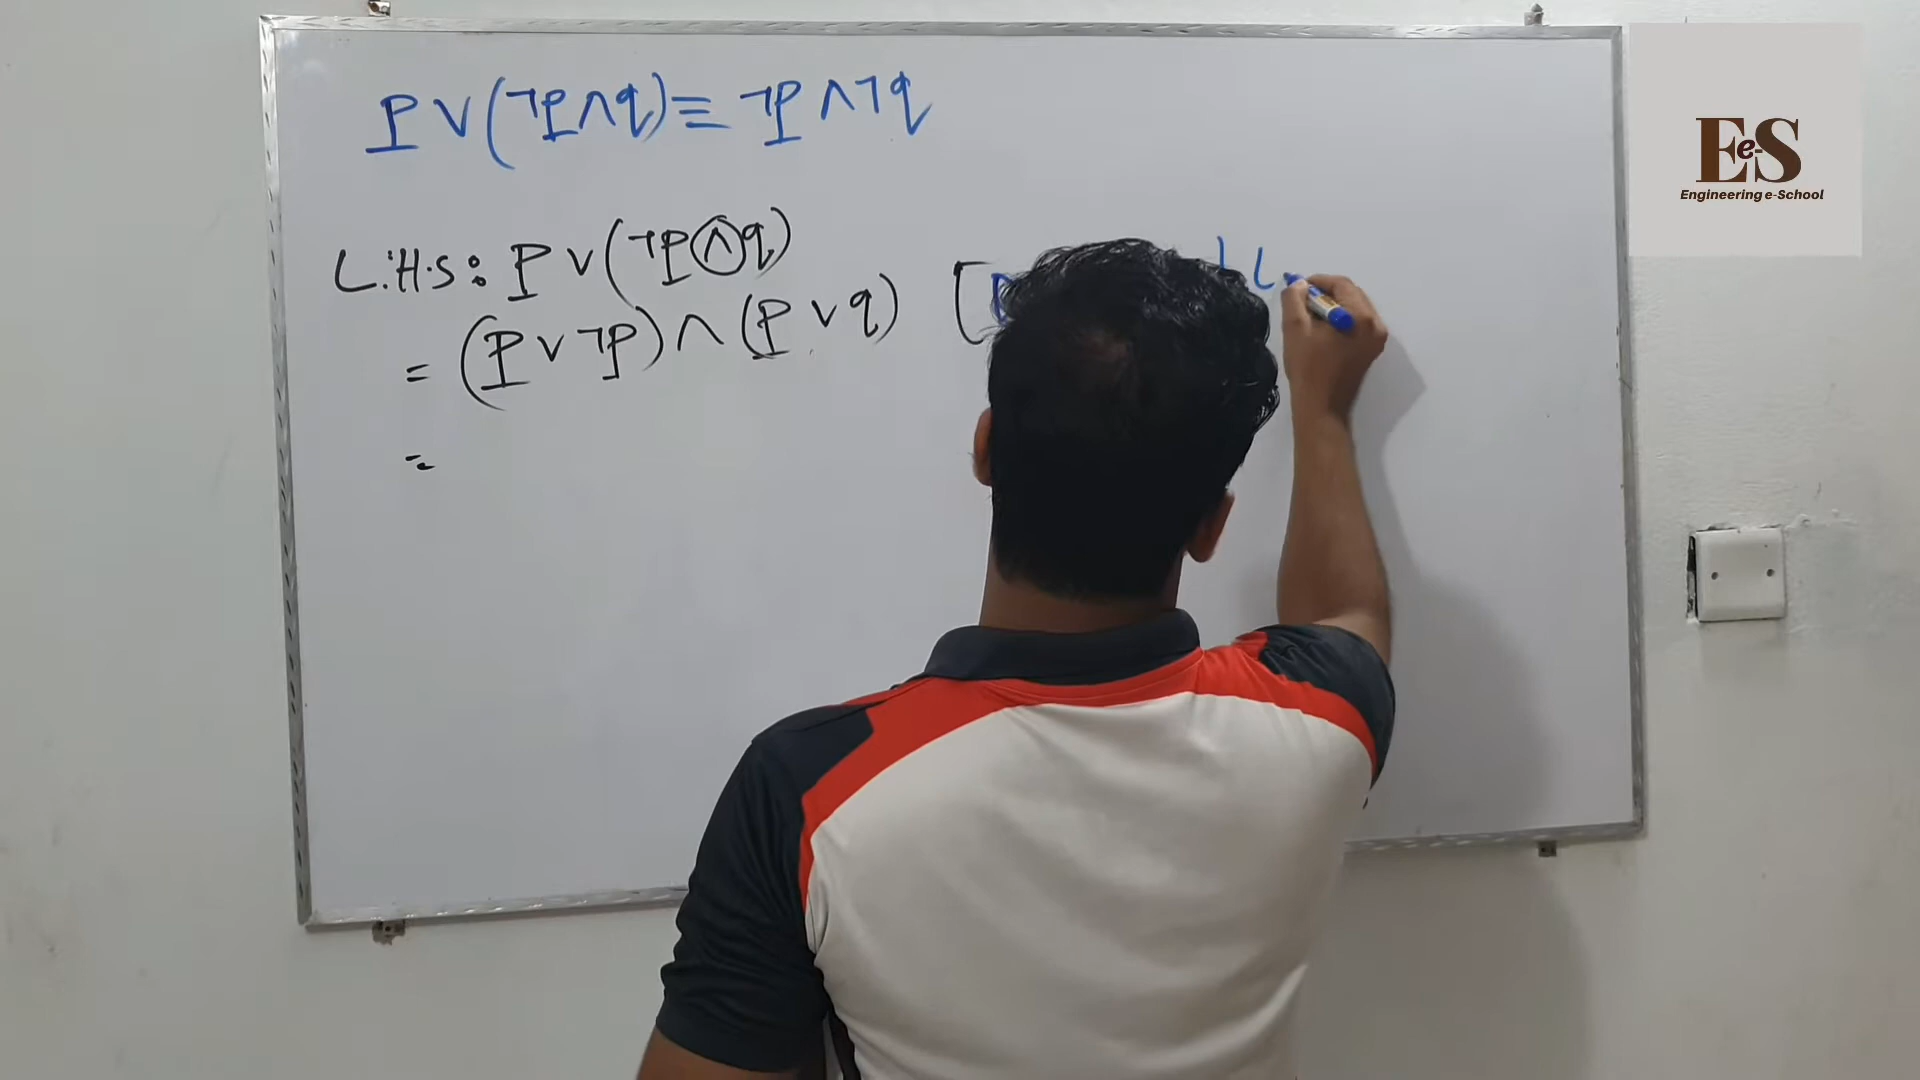 P ∨ (¬P ∧ q) ≡ ¬P ∧ ¬q
L.H.S: P ∨ (¬P ∧ q)
= (P ∨ ¬P) ∧ (P ∨ q) [
=
EeS
Engineering e-School